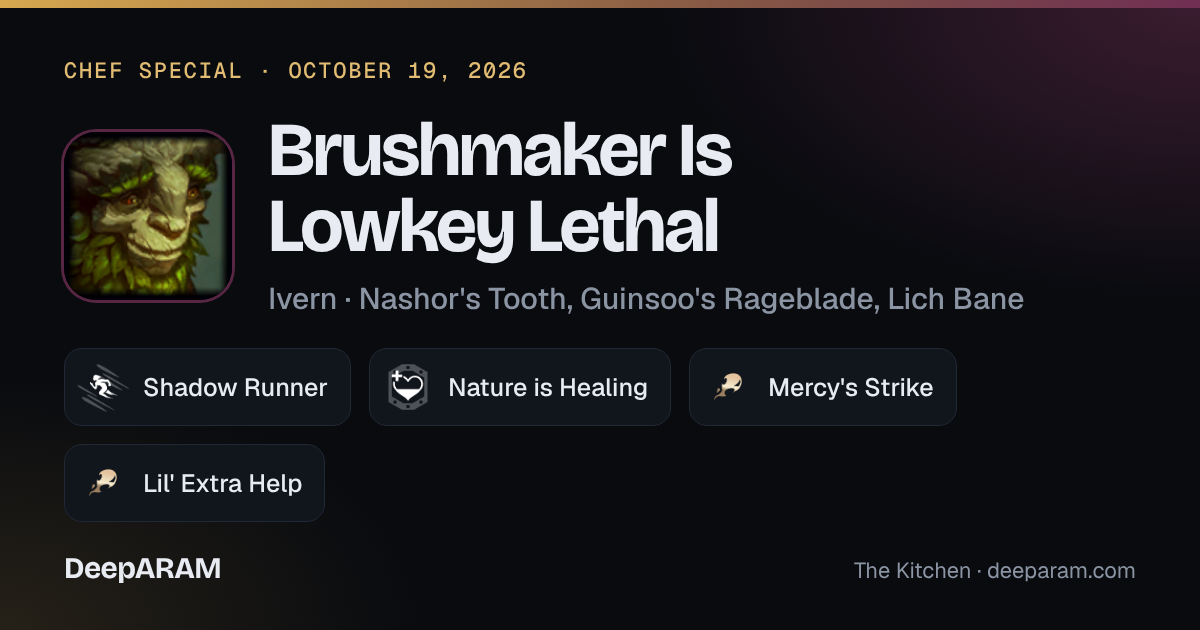 CHEF SPECIAL · OCTOBER 19, 2026
Brushmaker Is
Lowkey Lethal
Ivern · Nashor's Tooth, Guinsoo's Rageblade, Lich Bane
Shadow Runner
Nature is Healing
Mercy's Strike
Lil' Extra Help
DeepARAM
The Kitchen · deeparam.com